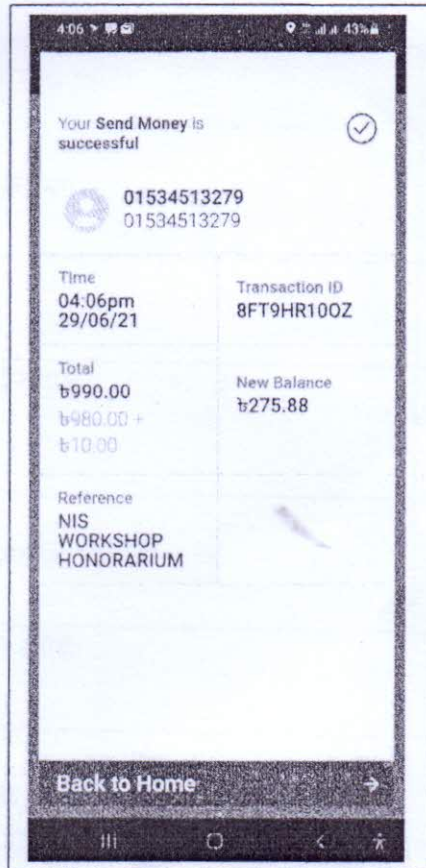 4:06 43%
Your Send Money is
successful
01534513279
01534513279
Time
04:06pm
29/06/21
Transaction ID
8FT9HR10OZ
Total
৳990.00
৳980.00 +
৳10.00
New Balance
৳275.88
Reference
NIS
WORKSHOP
HONORARIUM
Back to Home